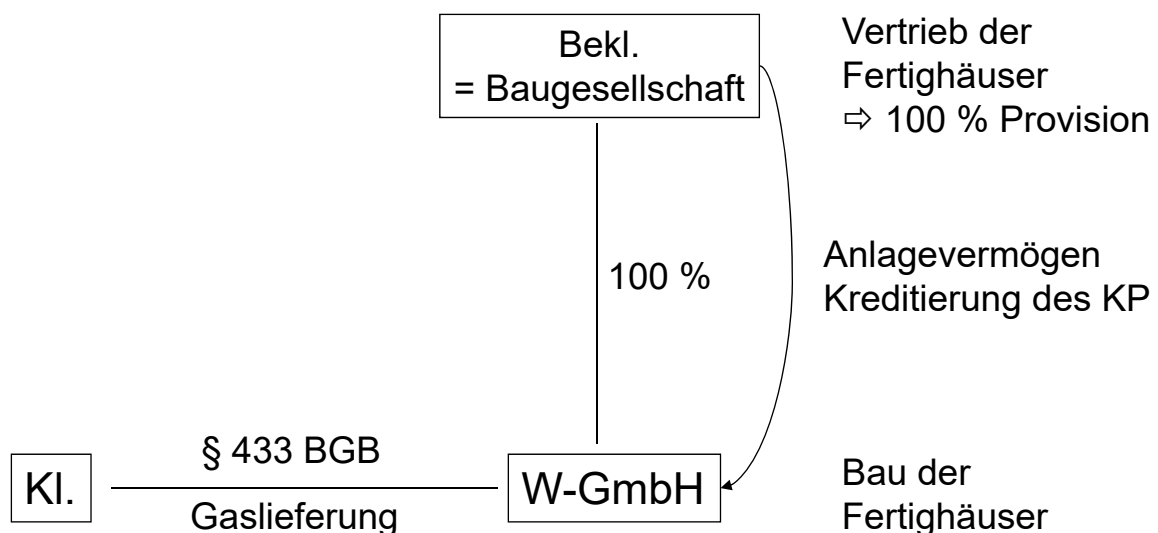 Bekl.
= Baugesellschaft
Vertrieb der
Fertighäuser
⇨ 100 % Provision
100 %
Anlagevermögen
Kreditierung des KP
Kl.
§ 433 BGB
Gaslieferung
W-GmbH
Bau der
Fertighäuser